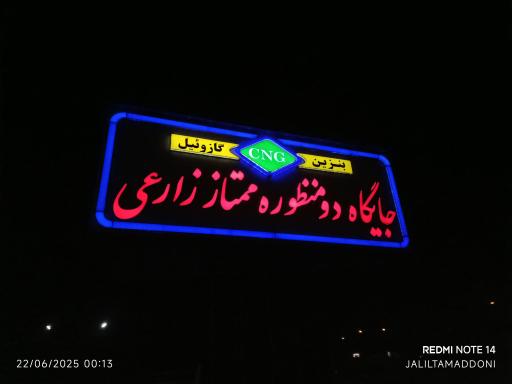 بنزین CNG گازوئیل
جایگاه دومنظوره ممتاز زارعی
REDMI NOTE 14
22/06/2025 00:13 JALILTAMADDONI